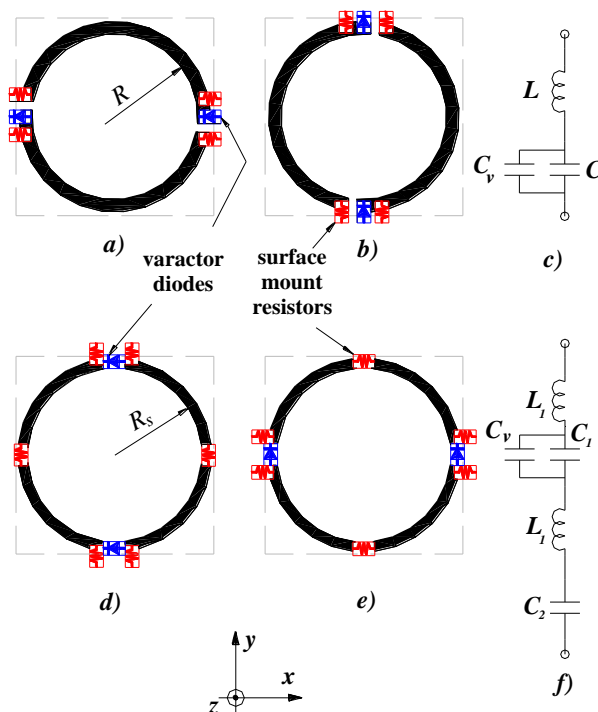 R
a)
b)
L
C_v
C
c)
varactor
diodes
surface
mount
resistors
R_s
d)
e)
L_1
C_v
C_1
L_1
C_2
f)
y
x
z